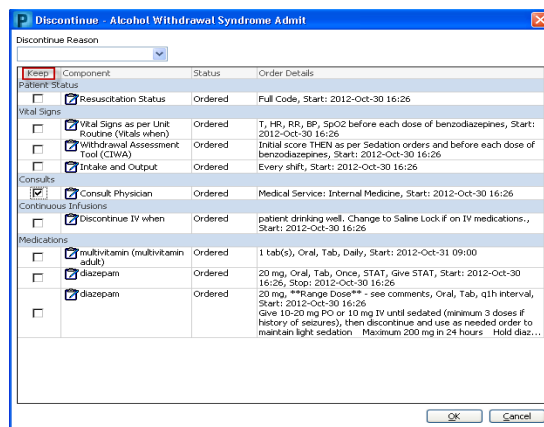 Discontinue - Alcohol Withdrawal Syndrome Admit
Discontinue Reason
Keep Component Status Order Details
Patient Status
Resuscitation Status Ordered Full Code, Start: 2012-Oct-30 16:26
Vital Signs
Vital Signs as per Unit Ordered T, HR, RR, BP, SpO2 before each dose of benzodiazepines, Start:
Routine (Vitals when) 2012-Oct-30 16:26
Withdrawal Assessment Ordered Initial score THEN as per Sedation orders and before each dose of
Tool (CIWA) benzodiazepines, Start: 2012-Oct-30 16:26
Intake and Output Ordered Every shift, Start: 2012-Oct-30 16:26
Consults
Consult Physician Ordered Medical Service: Internal Medicine, Start: 2012-Oct-30 16:26
Continuous Infusions
Discontinue IV when Ordered patient drinking well. Change to Saline Lock if on IV medications.,
Start: 2012-Oct-30 16:26
Medications
multivitamin (multivitamin Ordered 1 tab(s), Oral, Tab, Daily, Start: 2012-Oct-31 09:00
adult)
diazepam Ordered 20 mg, Oral, Tab, Once, STAT, Give STAT, Start: 2012-Oct-30
16:26, Stop: 2012-Oct-30 16:26
diazepam Ordered 20 mg, **Range Dose** - see comments, Oral, Tab, q1h interval,
Start: 2012-Oct-30 16:26
Give 10-20 mg PO or 10 mg IV until sedated (minimum 3 doses if
history of seizures), then discontinue and use as needed order to
maintain light sedation Maximum 200 mg in 24 hours Hold diaz...
OK Cancel